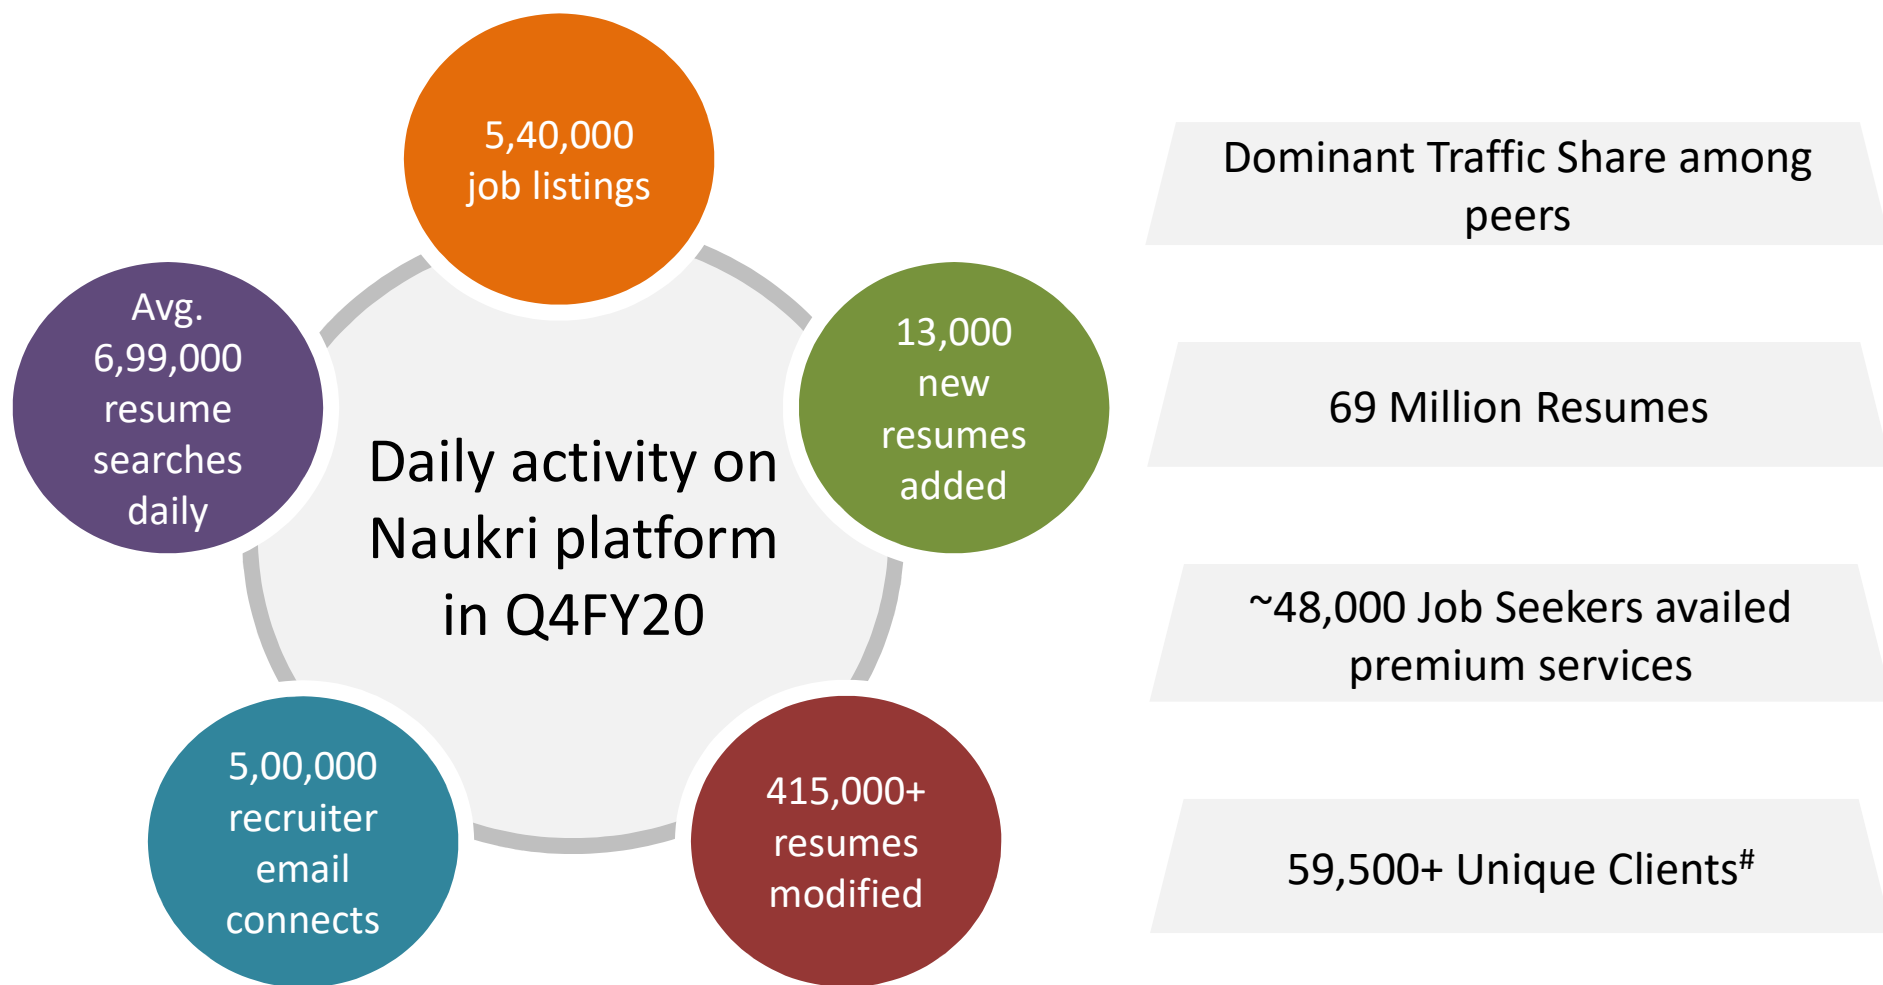 5,40,000
job listings
Avg.
6,99,000
resume
searches
daily
13,000
new
resumes
added
Daily activity on
Naukri platform
in Q4FY20
5,00,000
recruiter
email
connects
415,000+
resumes
modified
Dominant Traffic Share among
peers
69 Million Resumes
~48,000 Job Seekers availed
premium services
59,500+ Unique Clients#